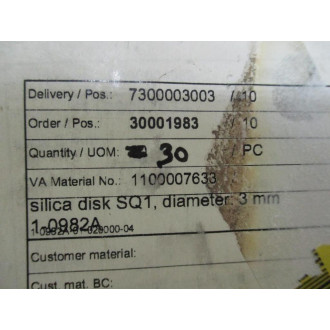 Delivery / Pos.: 7300003003 / 10
Order / Pos.: 30001983 / 10
Quantity / UOM: 30 / PC
VA Material No.: 1100007633
silica disk SQ1, diameter: 3 mm
1-0982A
Customer material:
Cust. mat. BC: